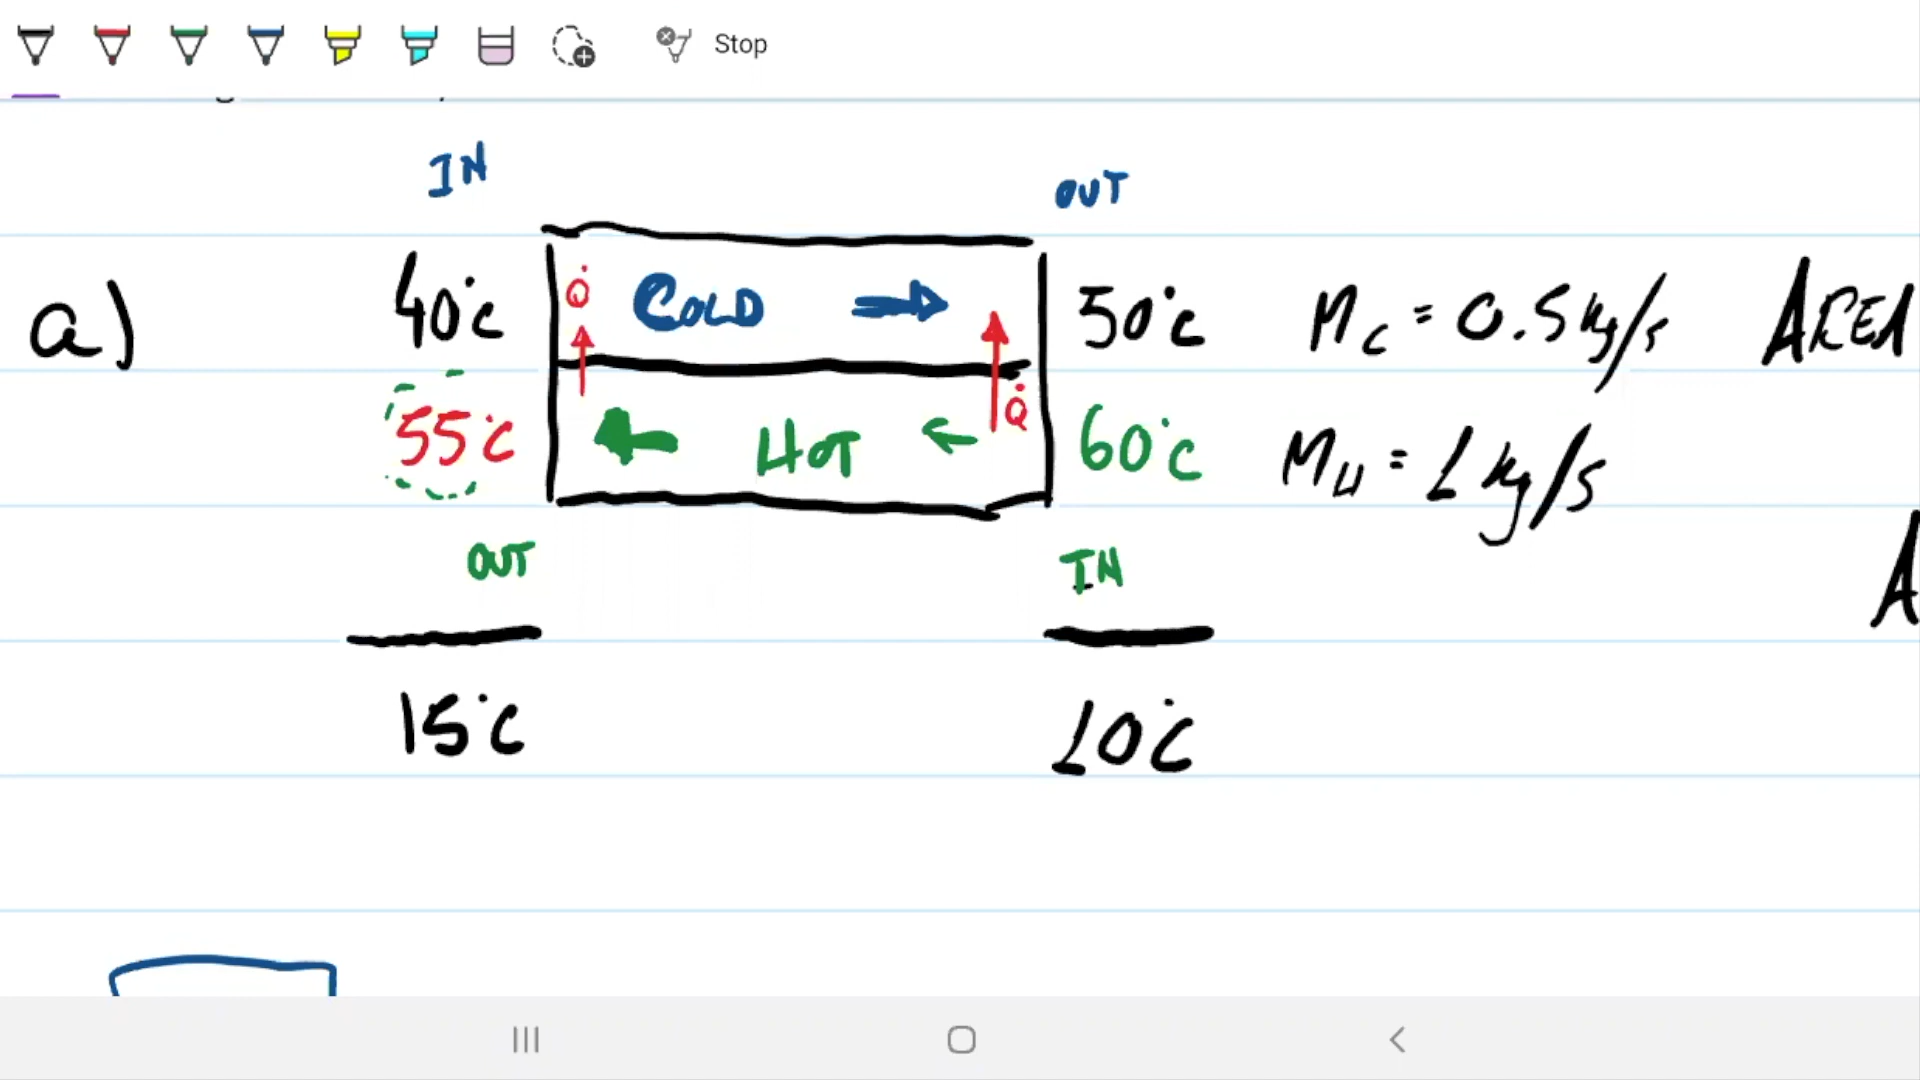 Stop
IN OUT
a) 40°C Q̇ COLD 50°C Mc = 0.5 kg/s AREA
55°C HOT Q̇ 60°C MH = 1 kg/s
OUT IN
A
15°C 10°C